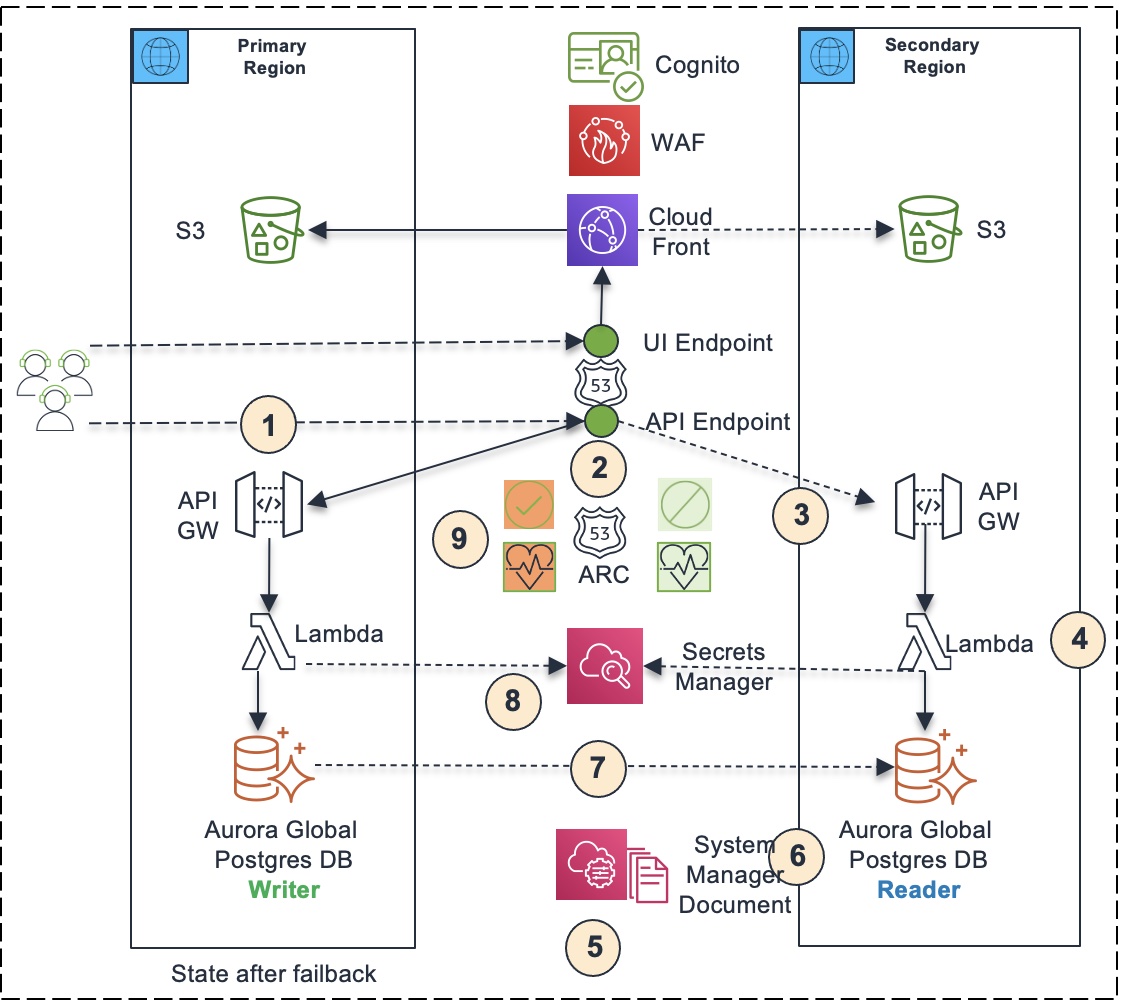 Primary
Region
Cognito
Secondary
Region
WAF
S3
Cloud
Front
S3
UI Endpoint
53
1
API Endpoint
2
API
GW
9
53
ARC
3
API
GW
Lambda
Secrets
Manager
Lambda
4
8
7
Aurora Global
Postgres DB
Writer
System
Manager
Document
6
Aurora Global
Postgres DB
Reader
5
State after failback